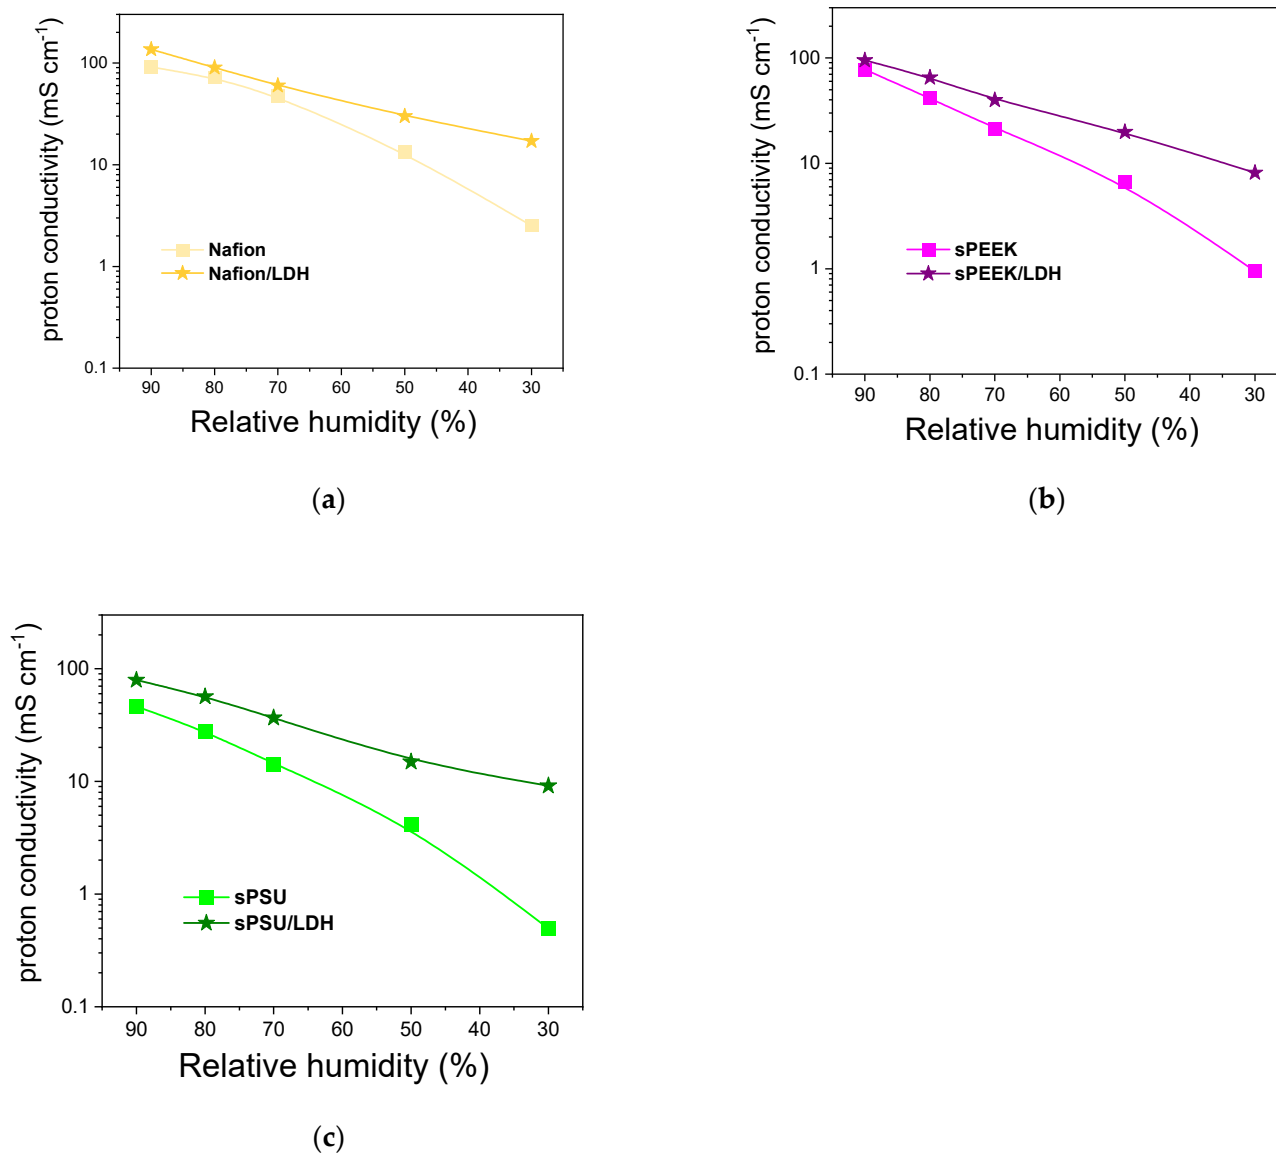 proton conductivity (mS cm-1)
100
10
1
0.1
Nafion
Nafion/LDH
90 80 70 60 50 40 30
Relative humidity (%)
(a)
proton conductivity (mS cm-1)
100
10
1
0.1
sPEEK
sPEEK/LDH
90 80 70 60 50 40 30
Relative humidity (%)
(b)
proton conductivity (mS cm-1)
100
10
1
0.1
sPSU
sPSU/LDH
90 80 70 60 50 40 30
Relative humidity (%)
(c)